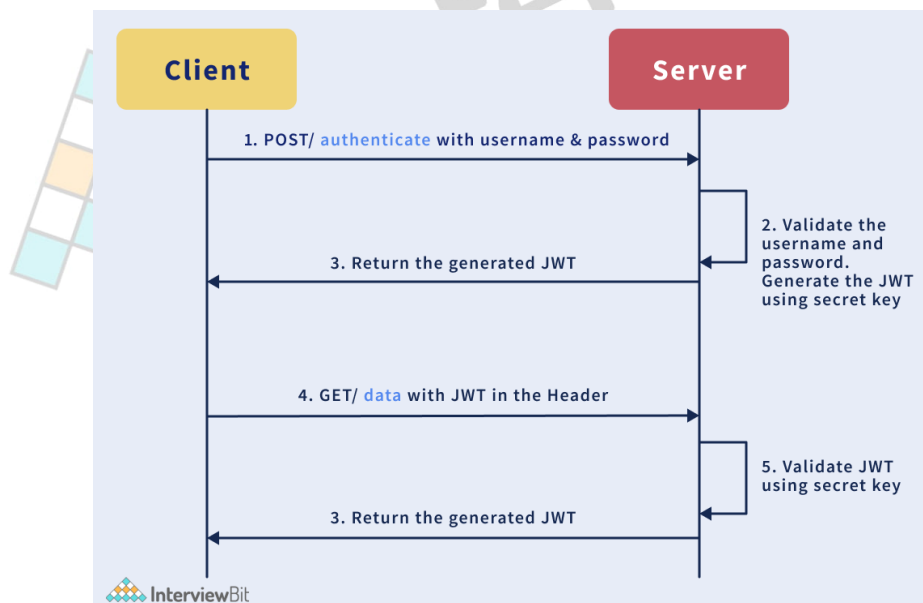 Client
Server
1. POST/ authenticate with username & password
2. Validate the
username and
password.
Generate the JWT
using secret key
3. Return the generated JWT
4. GET/ data with JWT in the Header
5. Validate JWT
using secret key
3. Return the generated JWT
InterviewBit